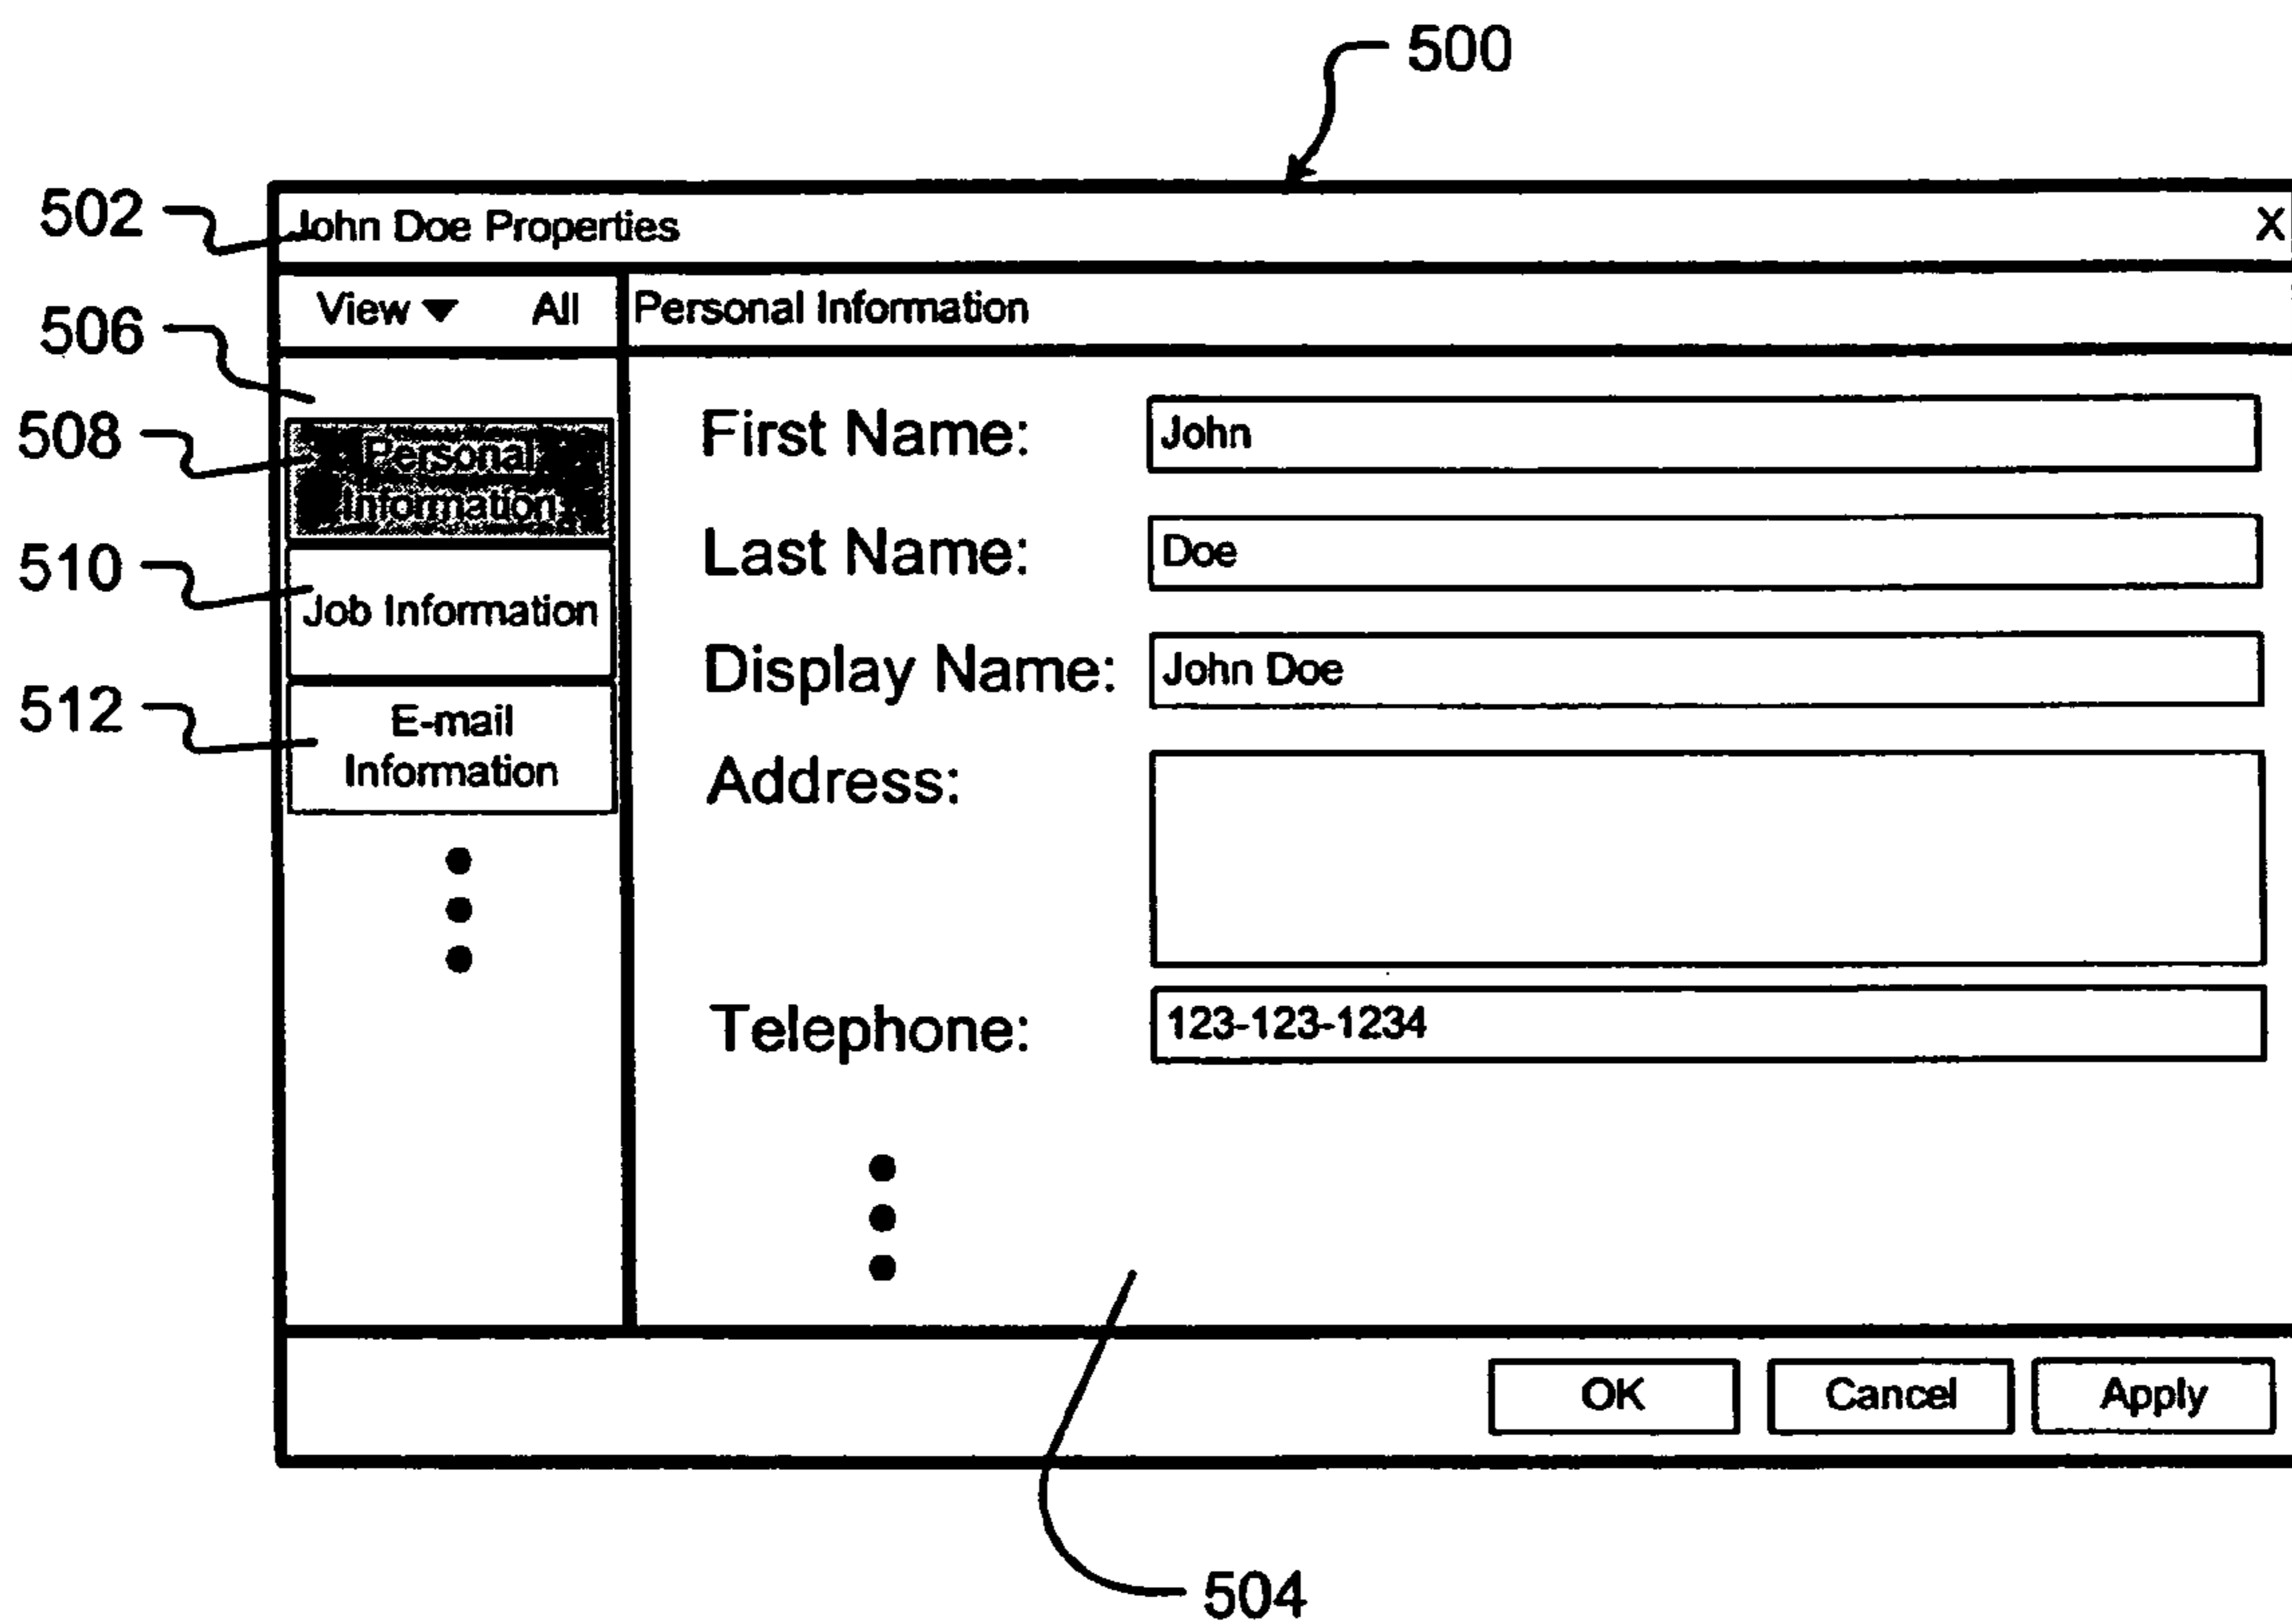 500
502
John Doe Properties X
506
View ▼ All
Personal Information
508
Personal
Information
510
Job Information
512
E-mail
Information
First Name: John
Last Name: Doe
Display Name: John Doe
Address:
Telephone: 123-123-1234
OK Cancel Apply
504